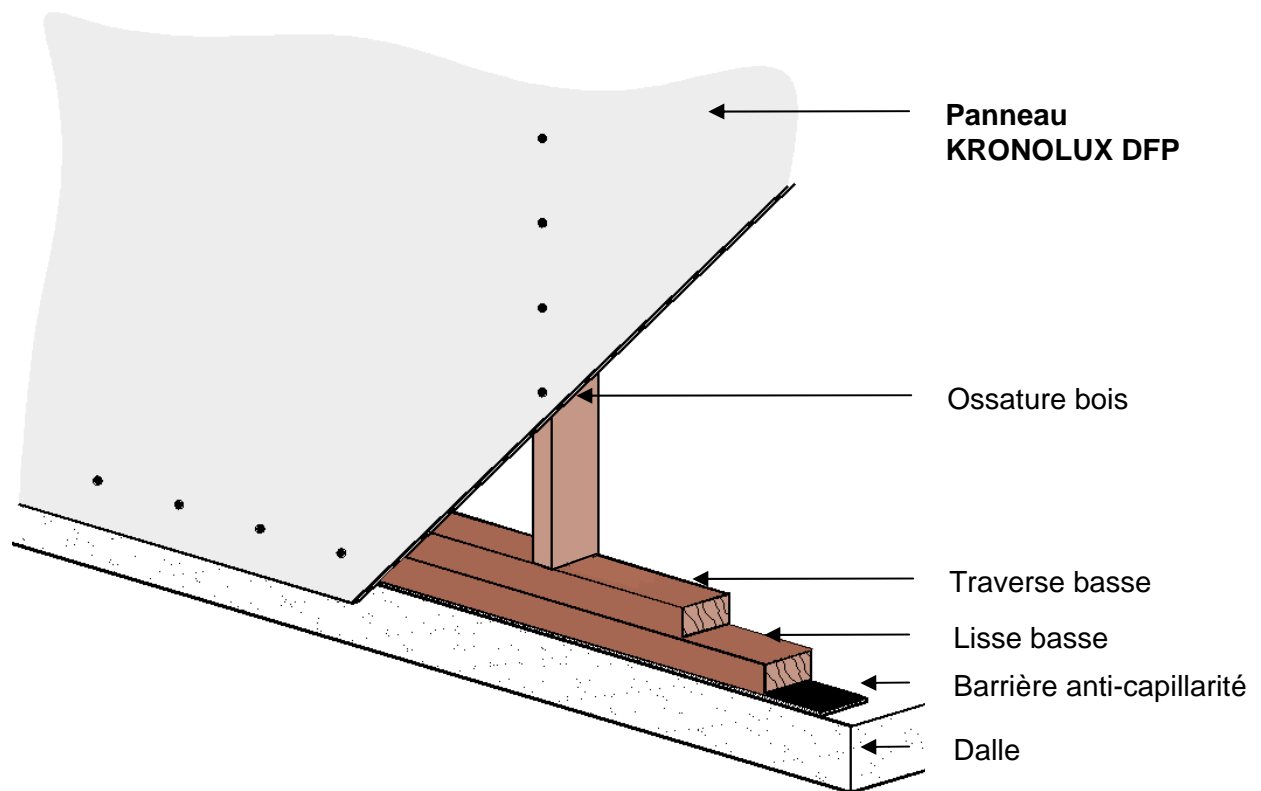 Panneau
KRONOLUX DFP
Ossature bois
Traverse basse
Lisse basse
Barrière anti-capillarité
Dalle